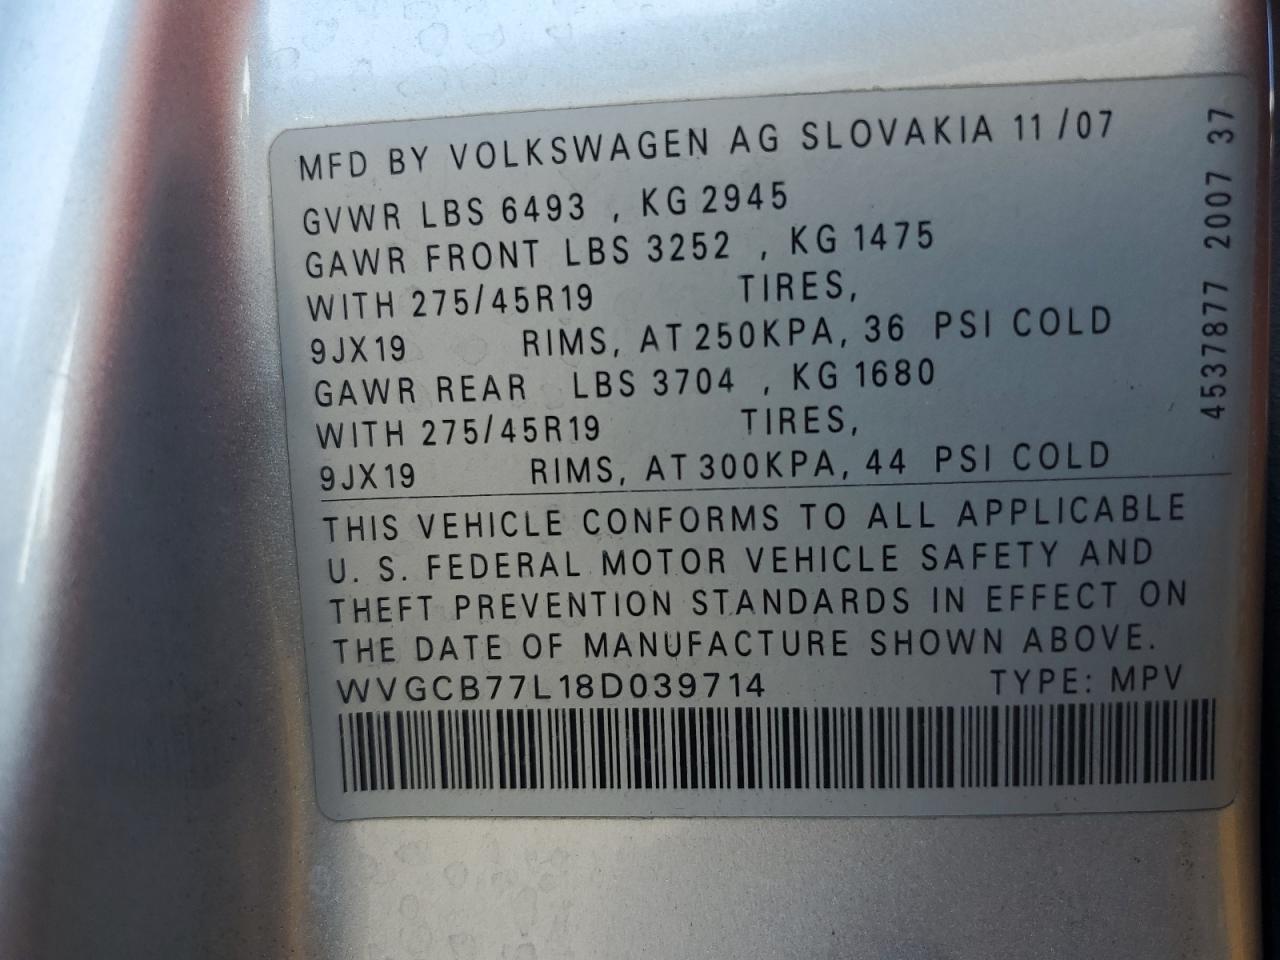 MFD BY VOLKSWAGEN AG SLOVAKIA 11/07
GVWR LBS 6493 , KG 2945
GAWR FRONT LBS 3252 , KG 1475
WITH 275/45R19 TIRES,
9JX19 RIMS, AT 250KPA, 36 PSI COLD
GAWR REAR LBS 3704 , KG 1680
WITH 275/45R19 TIRES,
9JX19 RIMS, AT 300KPA, 44 PSI COLD
THIS VEHICLE CONFORMS TO ALL APPLICABLE
U. S. FEDERAL MOTOR VEHICLE SAFETY AND
THEFT PREVENTION STANDARDS IN EFFECT ON
THE DATE OF MANUFACTURE SHOWN ABOVE.
WVGCB77L18D039714 TYPE: MPV
4537877 2007 37